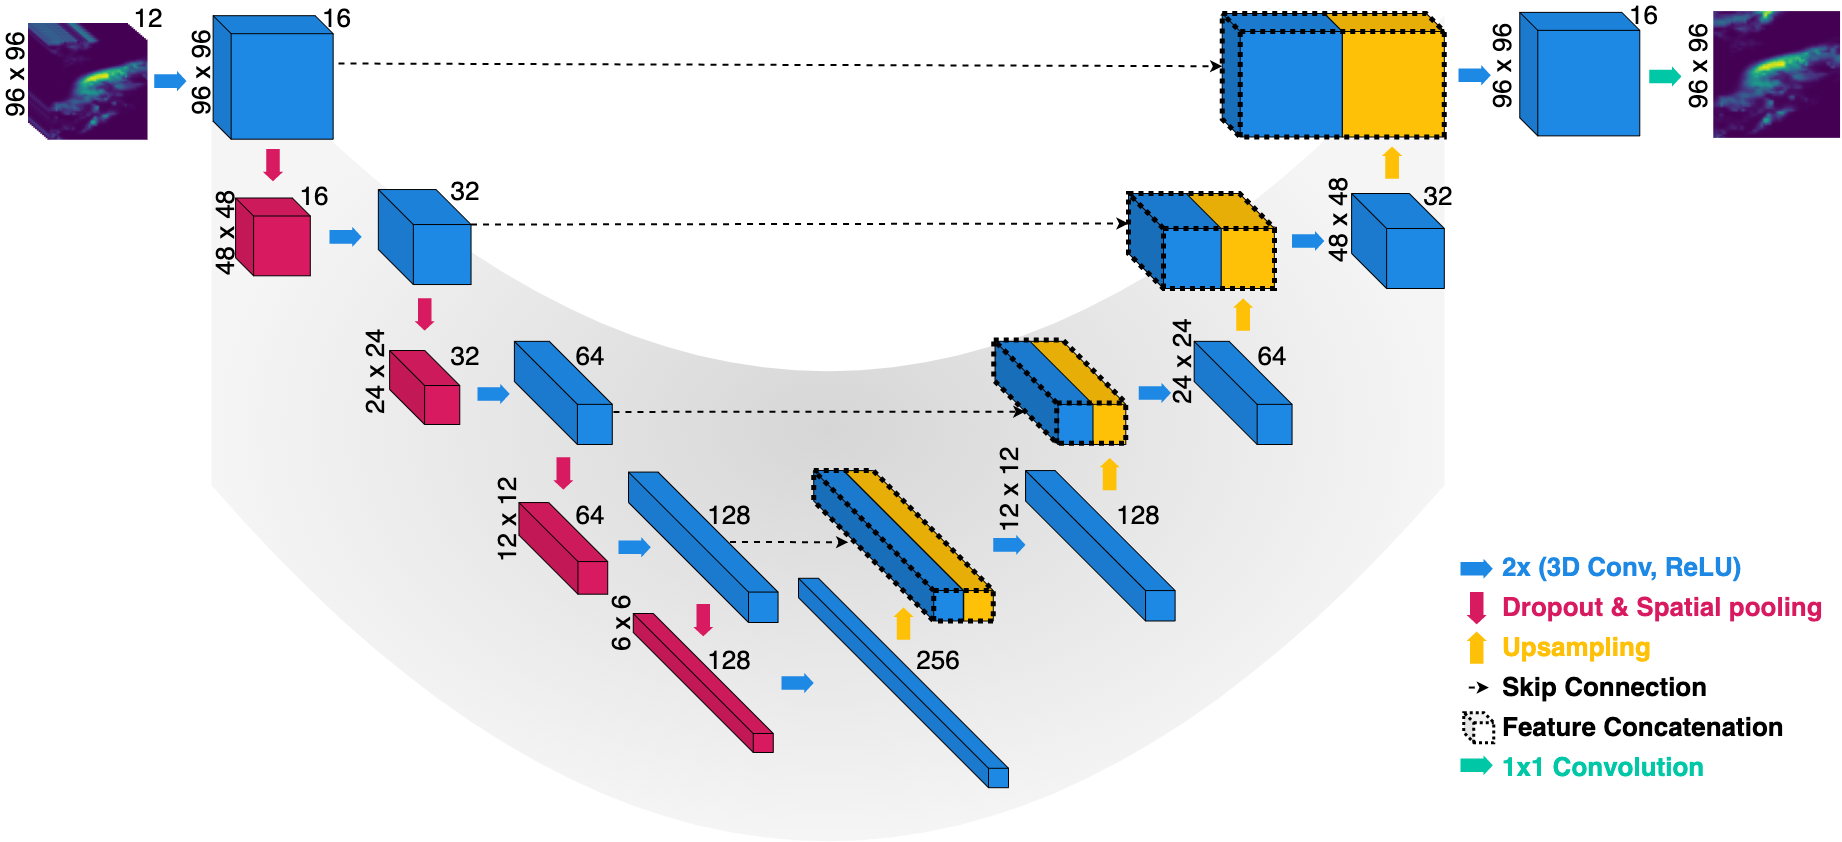 12
96 x 96
16
96 x 96
16
96 x 96
96 x 96
16
48 x 48
32
48 x 48
32
32
24 x 24
64
24 x 24
64
64
12 x 12
128
12 x 12
128
6 x 6
128
256
2x (3D Conv, ReLU)
Dropout & Spatial pooling
Upsampling
Skip Connection
Feature Concatenation
1x1 Convolution